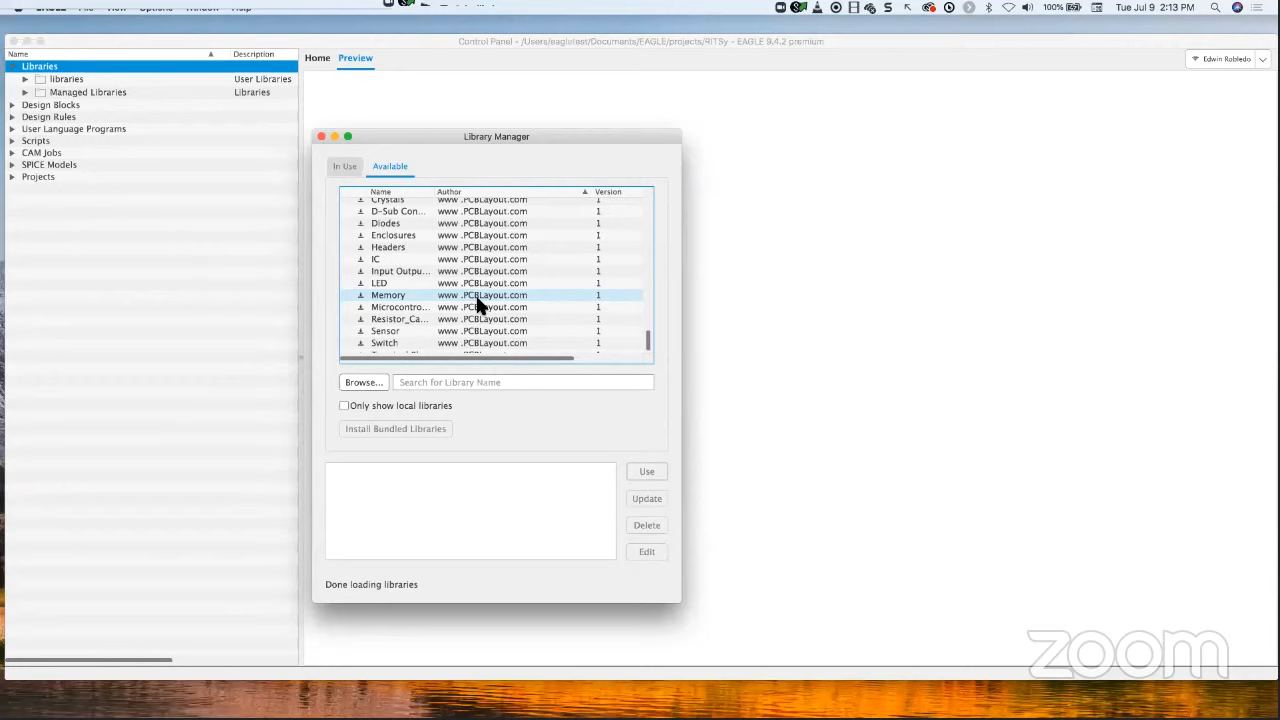 EAGLE File View Options Window Help
100% Tue Jul 9 2:13 PM
Control Panel - /Users/eagletest/Documents/EAGLE/projects/RITSy - EAGLE 9.4.2 premium
Name Description
Home Preview
Edwin Robledo
Libraries
libraries User Libraries
Managed Libraries Libraries
Design Blocks
Design Rules
User Language Programs
Scripts
CAM Jobs
SPICE Models
Projects
Library Manager
In Use Available
Name Author Version
Crystals www .PCBLayout.com 1
D-Sub Con... www .PCBLayout.com 1
Diodes www .PCBLayout.com 1
Enclosures www .PCBLayout.com 1
Headers www .PCBLayout.com 1
IC www .PCBLayout.com 1
Input Outpu... www .PCBLayout.com 1
LED www .PCBLayout.com 1
Memory www .PCBLayout.com 1
Microcontro... www .PCBLayout.com 1
Resistor_Ca... www .PCBLayout.com 1
Sensor www .PCBLayout.com 1
Switch www .PCBLayout.com 1
Browse... Search for Library Name
Only show local libraries
Install Bundled Libraries
Use
Update
Delete
Edit
Done loading libraries
zoom